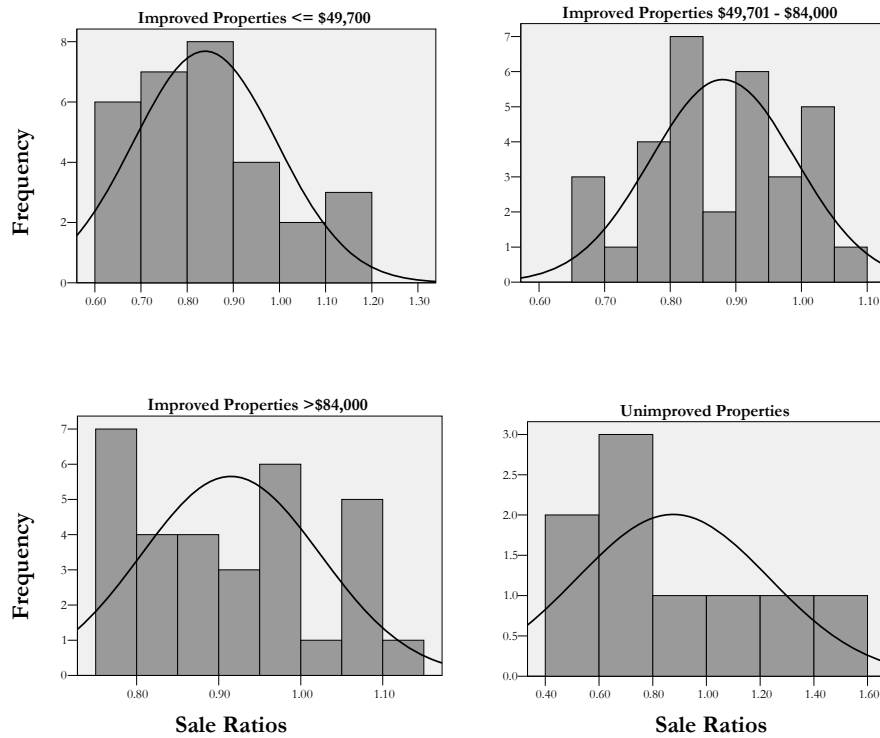 Improved Properties <= $49,700
Frequency
8
6
4
2
0
0.60 0.70 0.80 0.90 1.00 1.10 1.20 1.30
Improved Properties $49,701 - $84,000
7
6
5
4
3
2
1
0
0.60 0.70 0.80 0.90 1.00 1.10
Improved Properties >$84,000
Frequency
7
6
5
4
3
2
1
0
0.80 0.90 1.00 1.10
Sale Ratios
Unimproved Properties
3.0
2.5
2.0
1.5
1.0
0.5
0.0
0.40 0.60 0.80 1.00 1.20 1.40 1.60
Sale Ratios